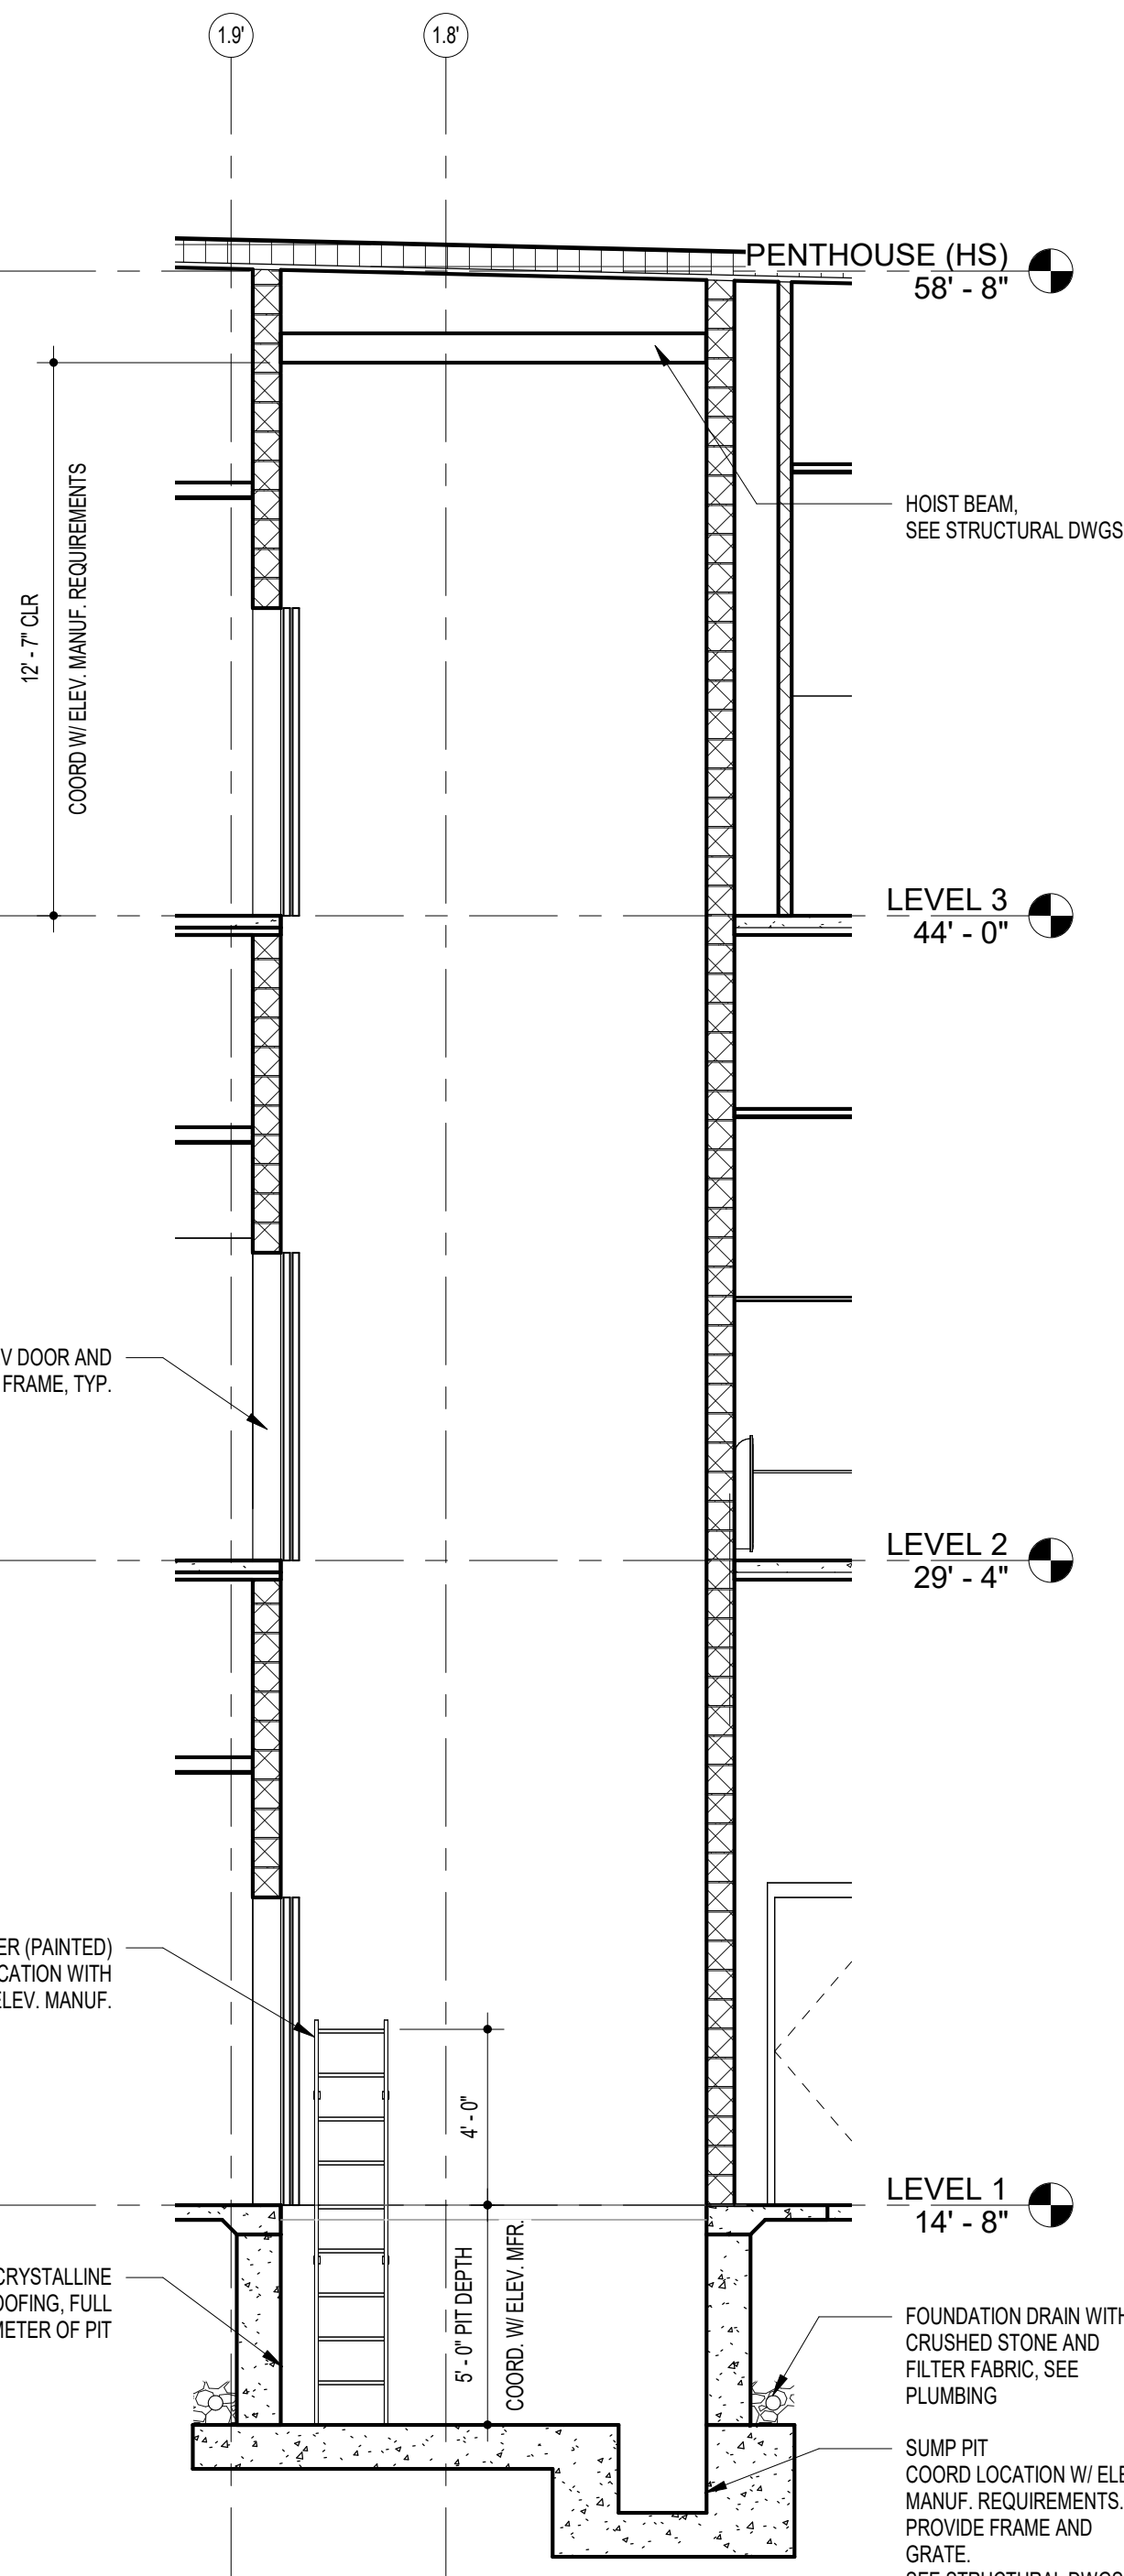 1.9'
1.8'
PENTHOUSE (HS)
58' - 8"
12' - 7" CLR
COORD W/ ELEV. MANUF. REQUIREMENTS
HOIST BEAM,
SEE STRUCTURAL DWGS
LEVEL 3
44' - 0"
V DOOR AND
FRAME, TYP.
LEVEL 2
29' - 4"
ER (PAINTED)
CATION WITH
ELEV. MANUF.
4' - 0"
LEVEL 1
14' - 8"
5' - 0" PIT DEPTH
COORD. W/ ELEV. MFR.
CRYSTALLINE
OOFING, FULL
METER OF PIT
FOUNDATION DRAIN WITH
CRUSHED STONE AND
FILTER FABRIC, SEE
PLUMBING
SUMP PIT
COORD LOCATION W/ ELE
MANUF. REQUIREMENTS.
PROVIDE FRAME AND
GRATE.
SEE STRUCTURAL DWGS